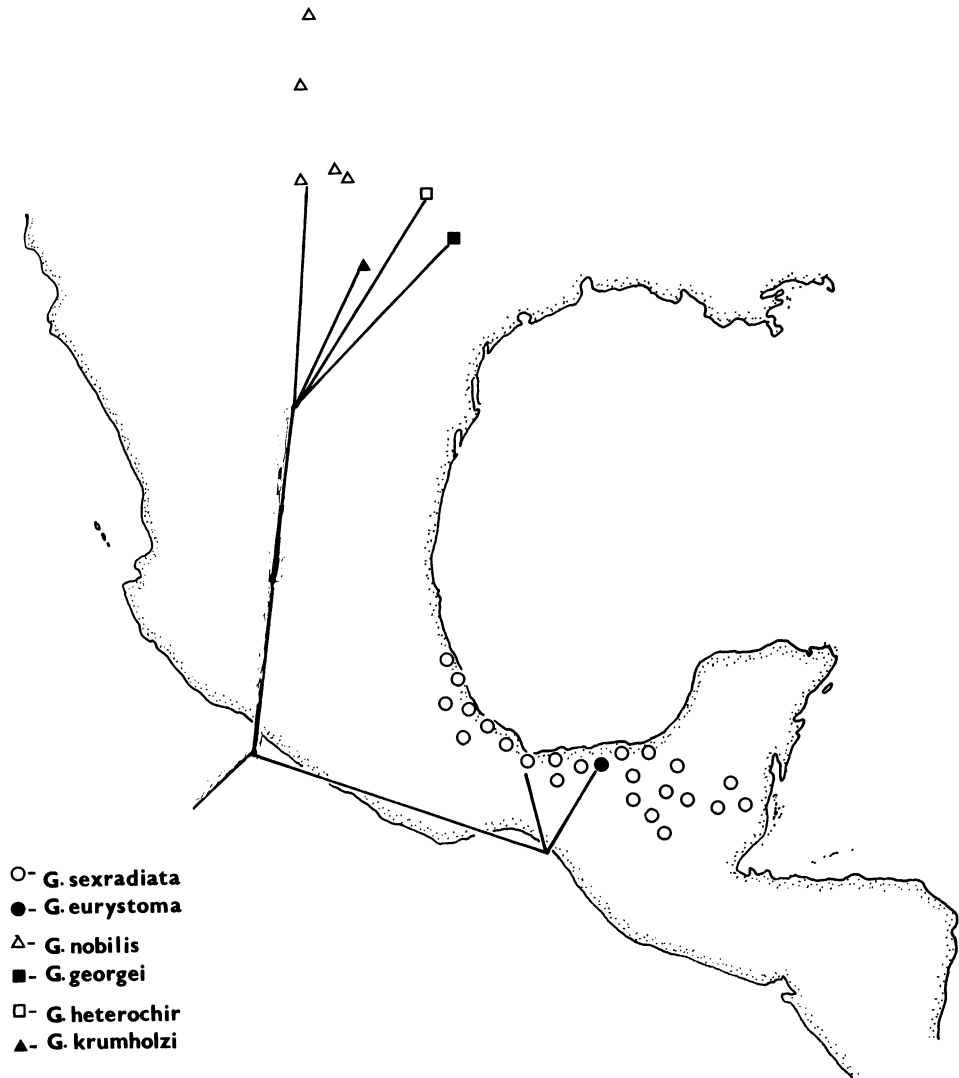 G. sexradiata
G. eurystoma
G. nobilis
G. georgei
G. heterochir
G. krumholzi